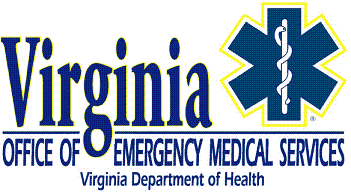 Virginia
OFFICE OF EMERGENCY MEDICAL SERVICES
Virginia Department of Health
®